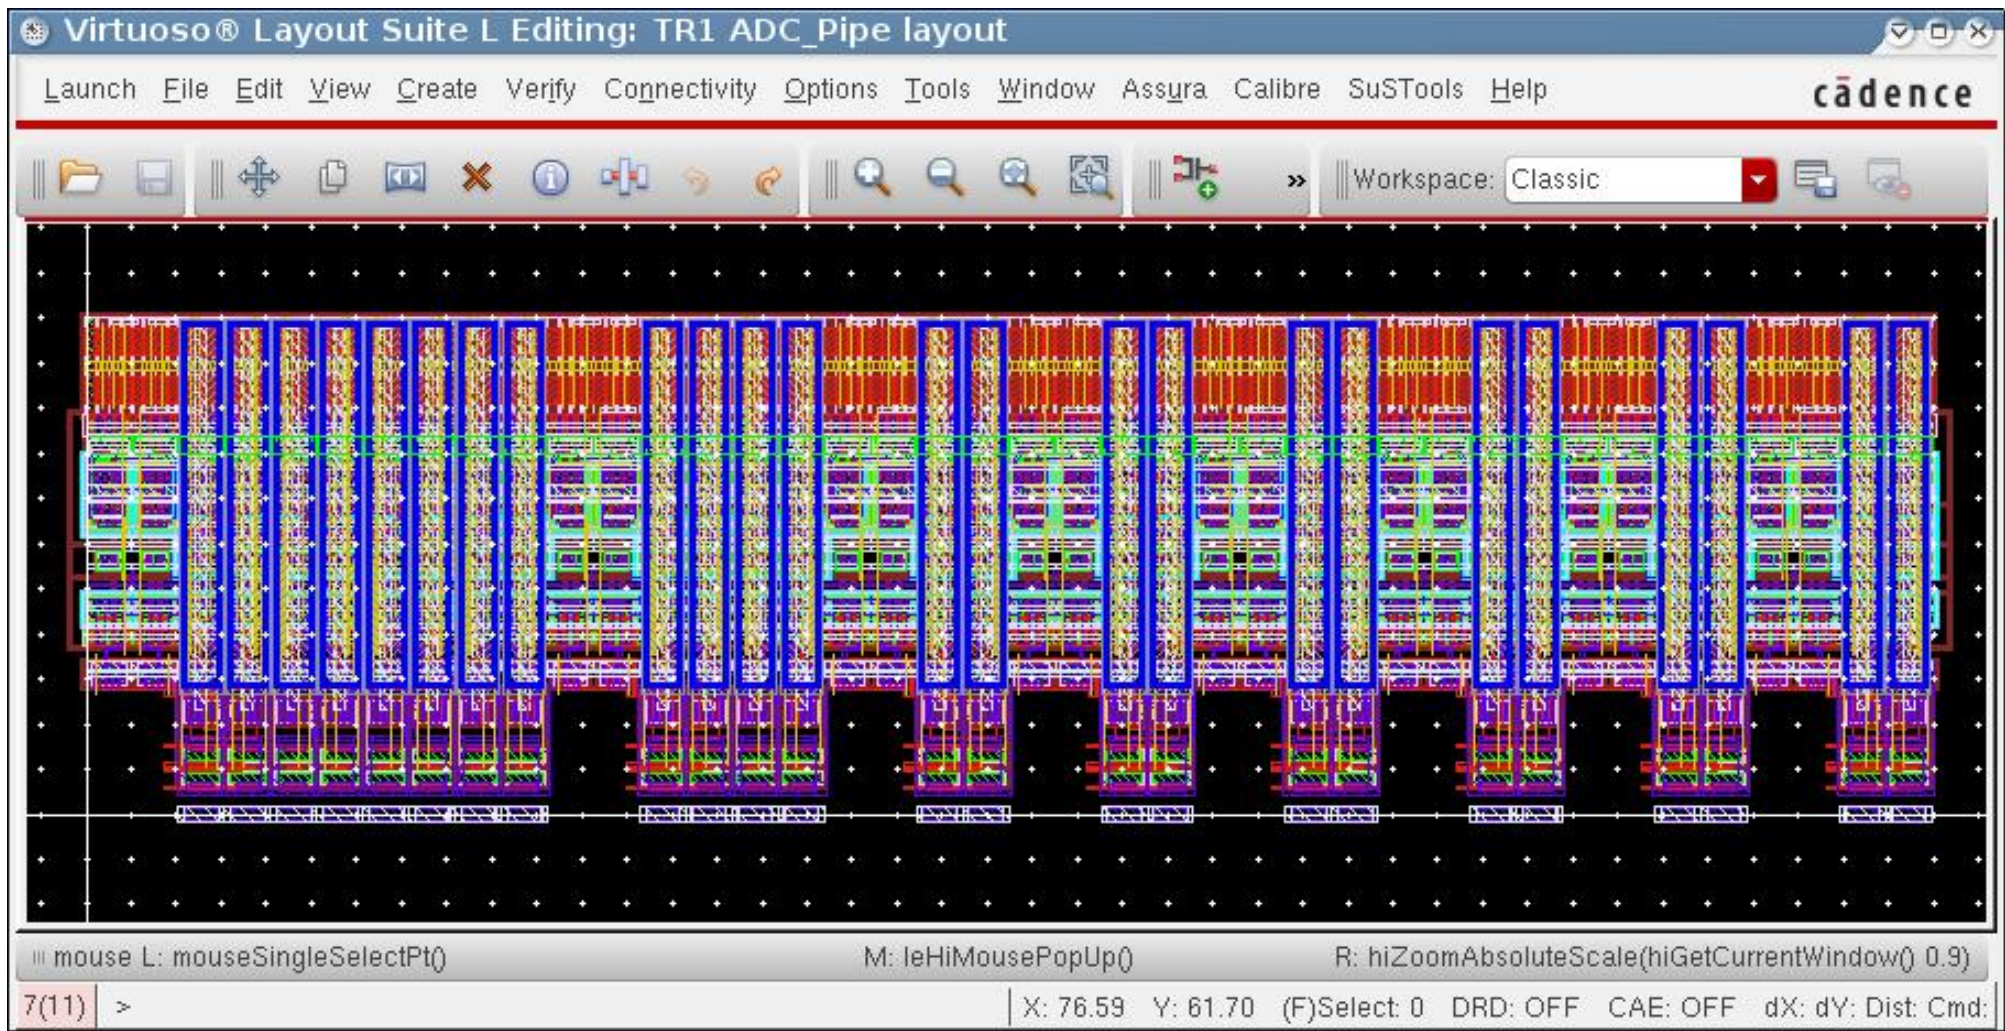 Virtuoso® Layout Suite L Editing: TR1 ADC_Pipe layout
Launch File Edit View Create Verify Connectivity Options Tools Window Assura Calibre SuSTools Help cādence
» Workspace: Classic
mouse L: mouseSingleSelectPt() M: leHiMousePopUp() R: hiZoomAbsoluteScale(hiGetCurrentWindow() 0.9)
7(11) > X: 76.59 Y: 61.70 (F)Select: 0 DRD: OFF CAE: OFF dX: dY: Dist: Cmd: